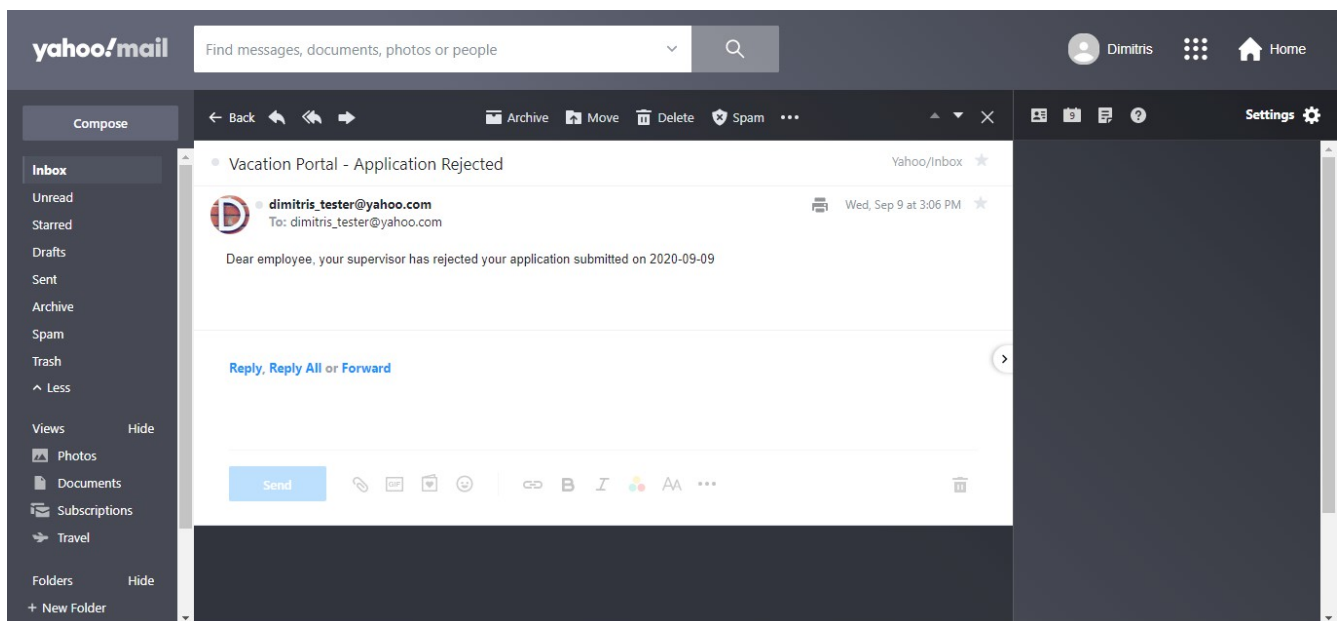 yahoo!mail
Find messages, documents, photos or people
Dimitris
Home
Compose
Back
Archive
Move
Delete
Spam
9
Settings
Inbox
Unread
Starred
Drafts
Sent
Archive
Spam
Trash
Less
Views Hide
Photos
Documents
Subscriptions
Travel
Folders Hide
+ New Folder
Vacation Portal - Application Rejected
Yahoo/Inbox
D
dimitris_tester@yahoo.com
Wed, Sep 9 at 3:06 PM
To: dimitris_tester@yahoo.com
Dear employee, your supervisor has rejected your application submitted on 2020-09-09
Reply, Reply All or Forward
Send
GIF
B I AA